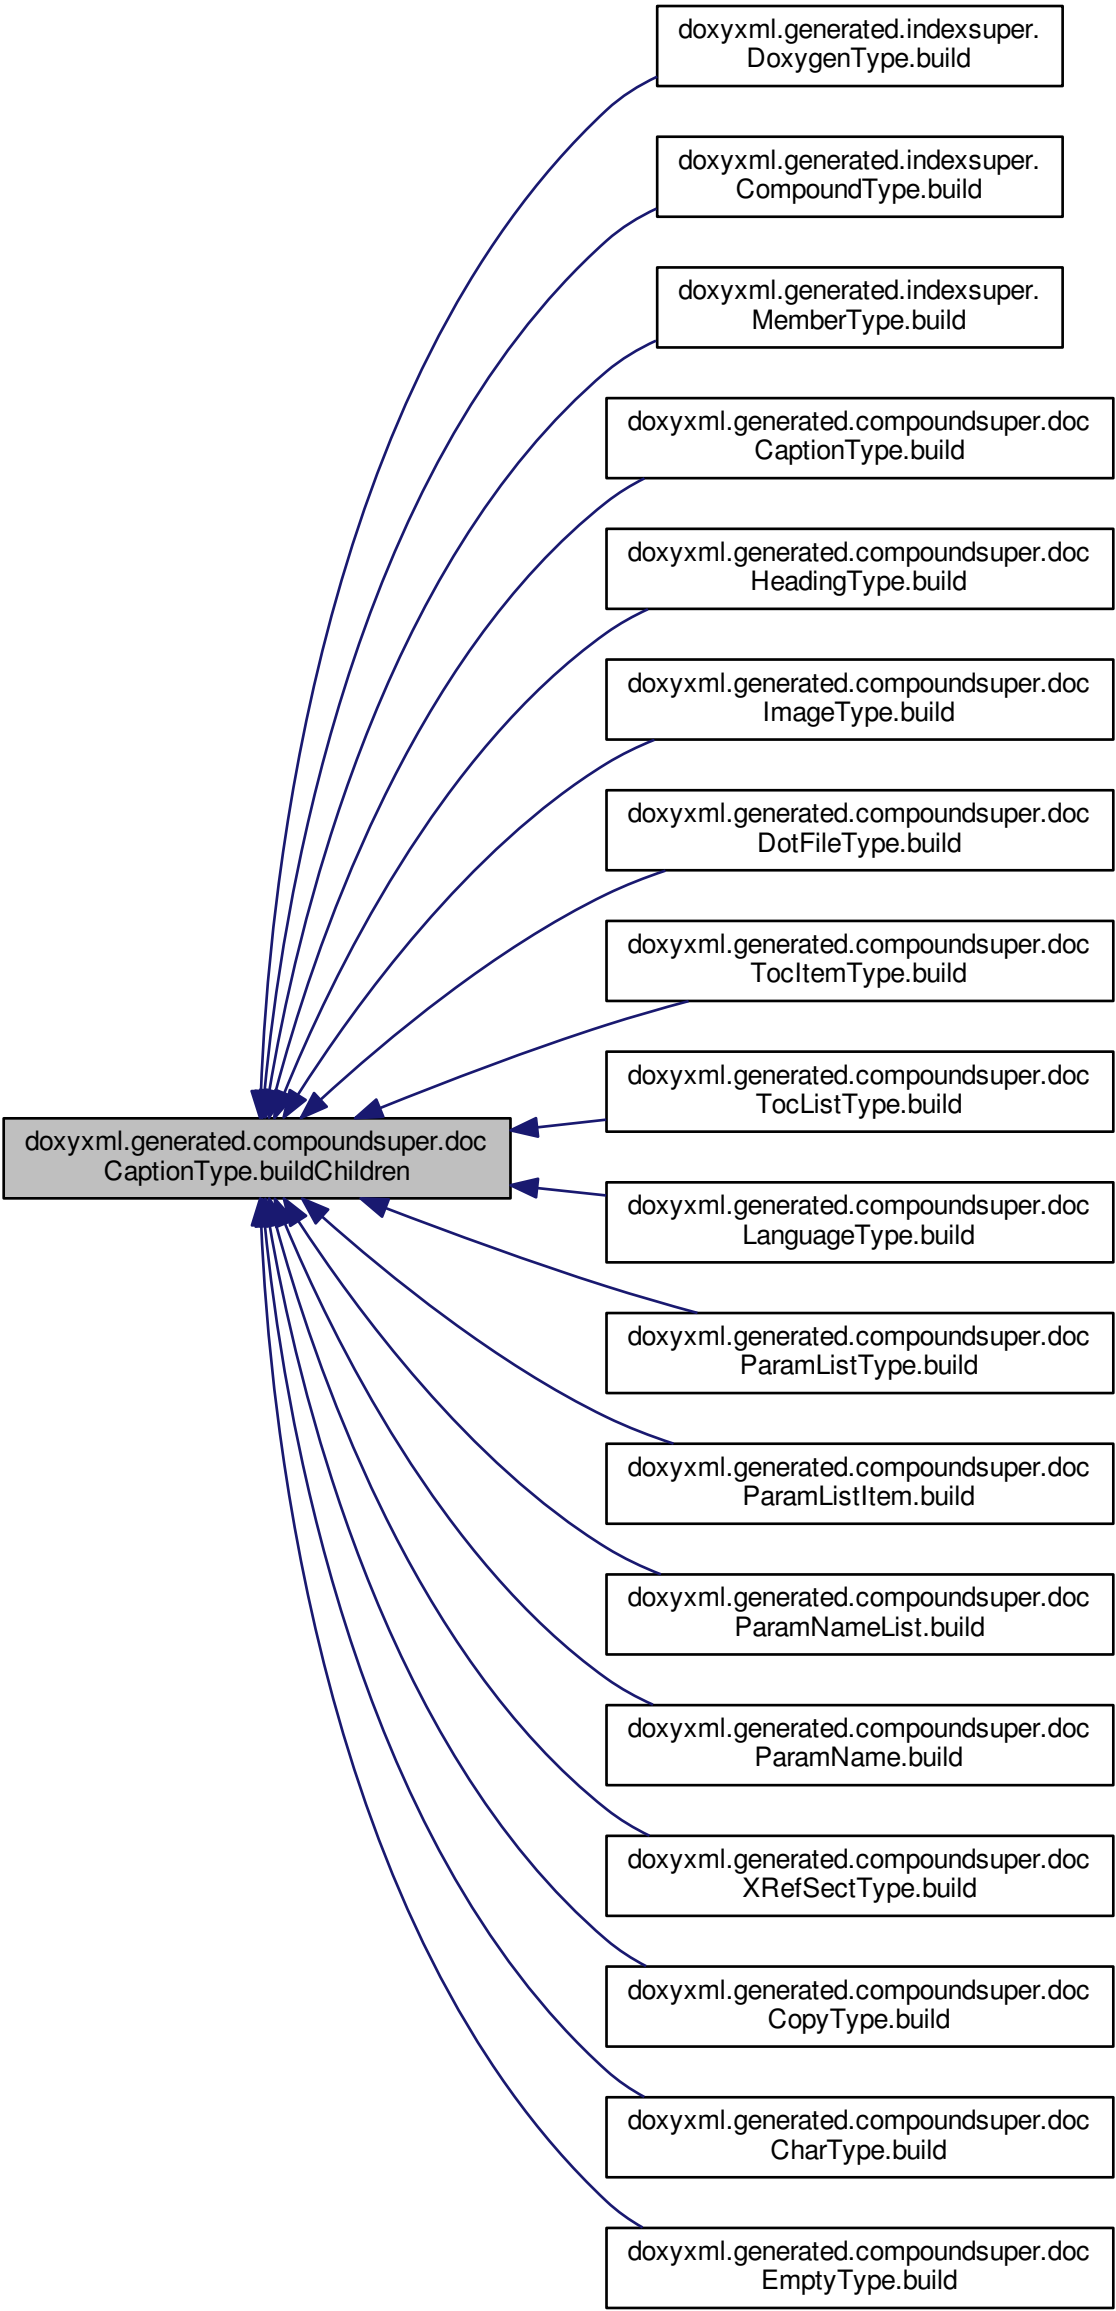 doxyxml.generated.indexsuper.
DoxygenType.build
doxyxml.generated.indexsuper.
CompoundType.build
doxyxml.generated.indexsuper.
MemberType.build
doxyxml.generated.compoundsuper.doc
CaptionType.build
doxyxml.generated.compoundsuper.doc
HeadingType.build
doxyxml.generated.compoundsuper.doc
ImageType.build
doxyxml.generated.compoundsuper.doc
DotFileType.build
doxyxml.generated.compoundsuper.doc
TocItemType.build
doxyxml.generated.compoundsuper.doc
TocListType.build
doxyxml.generated.compoundsuper.doc
CaptionType.buildChildren
doxyxml.generated.compoundsuper.doc
LanguageType.build
doxyxml.generated.compoundsuper.doc
ParamListType.build
doxyxml.generated.compoundsuper.doc
ParamListItem.build
doxyxml.generated.compoundsuper.doc
ParamNameList.build
doxyxml.generated.compoundsuper.doc
ParamName.build
doxyxml.generated.compoundsuper.doc
XRefSectType.build
doxyxml.generated.compoundsuper.doc
CopyType.build
doxyxml.generated.compoundsuper.doc
CharType.build
doxyxml.generated.compoundsuper.doc
EmptyType.build